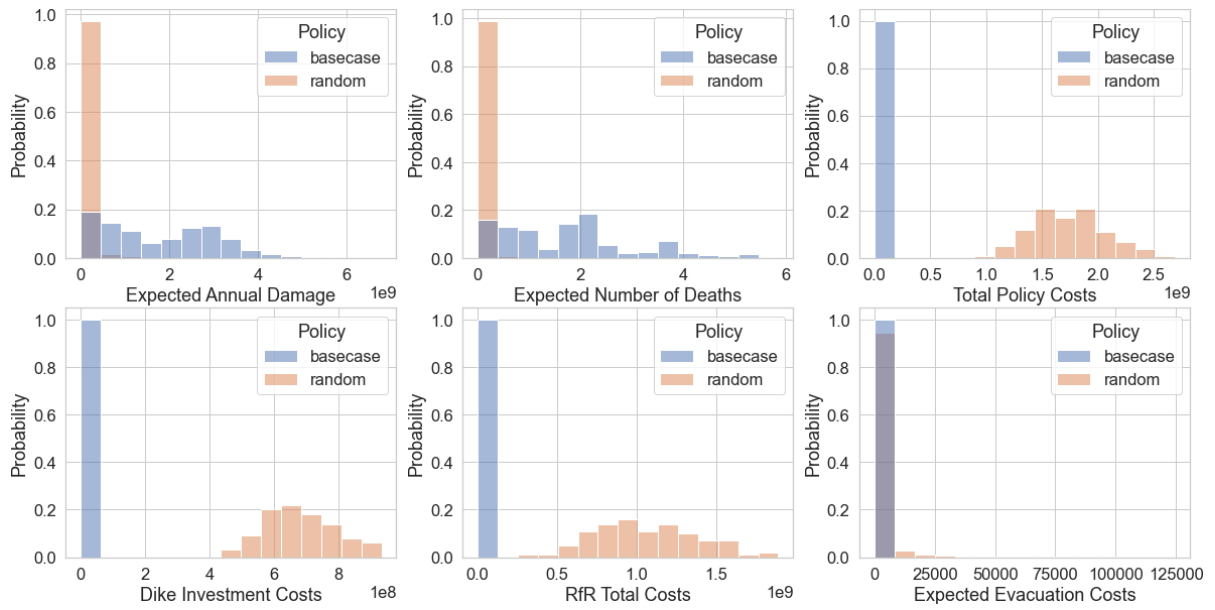 Policy
basecase
random
Probability
1.0
0.8
0.6
0.4
0.2
0.0
0
2
4
6
1e9
Expected Annual Damage
Policy
basecase
random
Probability
1.0
0.8
0.6
0.4
0.2
0.0
0
2
4
6
Expected Number of Deaths
Policy
basecase
random
Probability
1.0
0.8
0.6
0.4
0.2
0.0
0.0
0.5
1.0
1.5
2.0
2.5
1e9
Total Policy Costs
Policy
basecase
random
Probability
1.0
0.8
0.6
0.4
0.2
0.0
0
2
4
6
8
1e8
Dike Investment Costs
Policy
basecase
random
Probability
1.0
0.8
0.6
0.4
0.2
0.0
0.0
0.5
1.0
1.5
1e9
RfR Total Costs
Policy
basecase
random
Probability
1.0
0.8
0.6
0.4
0.2
0.0
0
25000
50000
75000
100000
125000
Expected Evacuation Costs